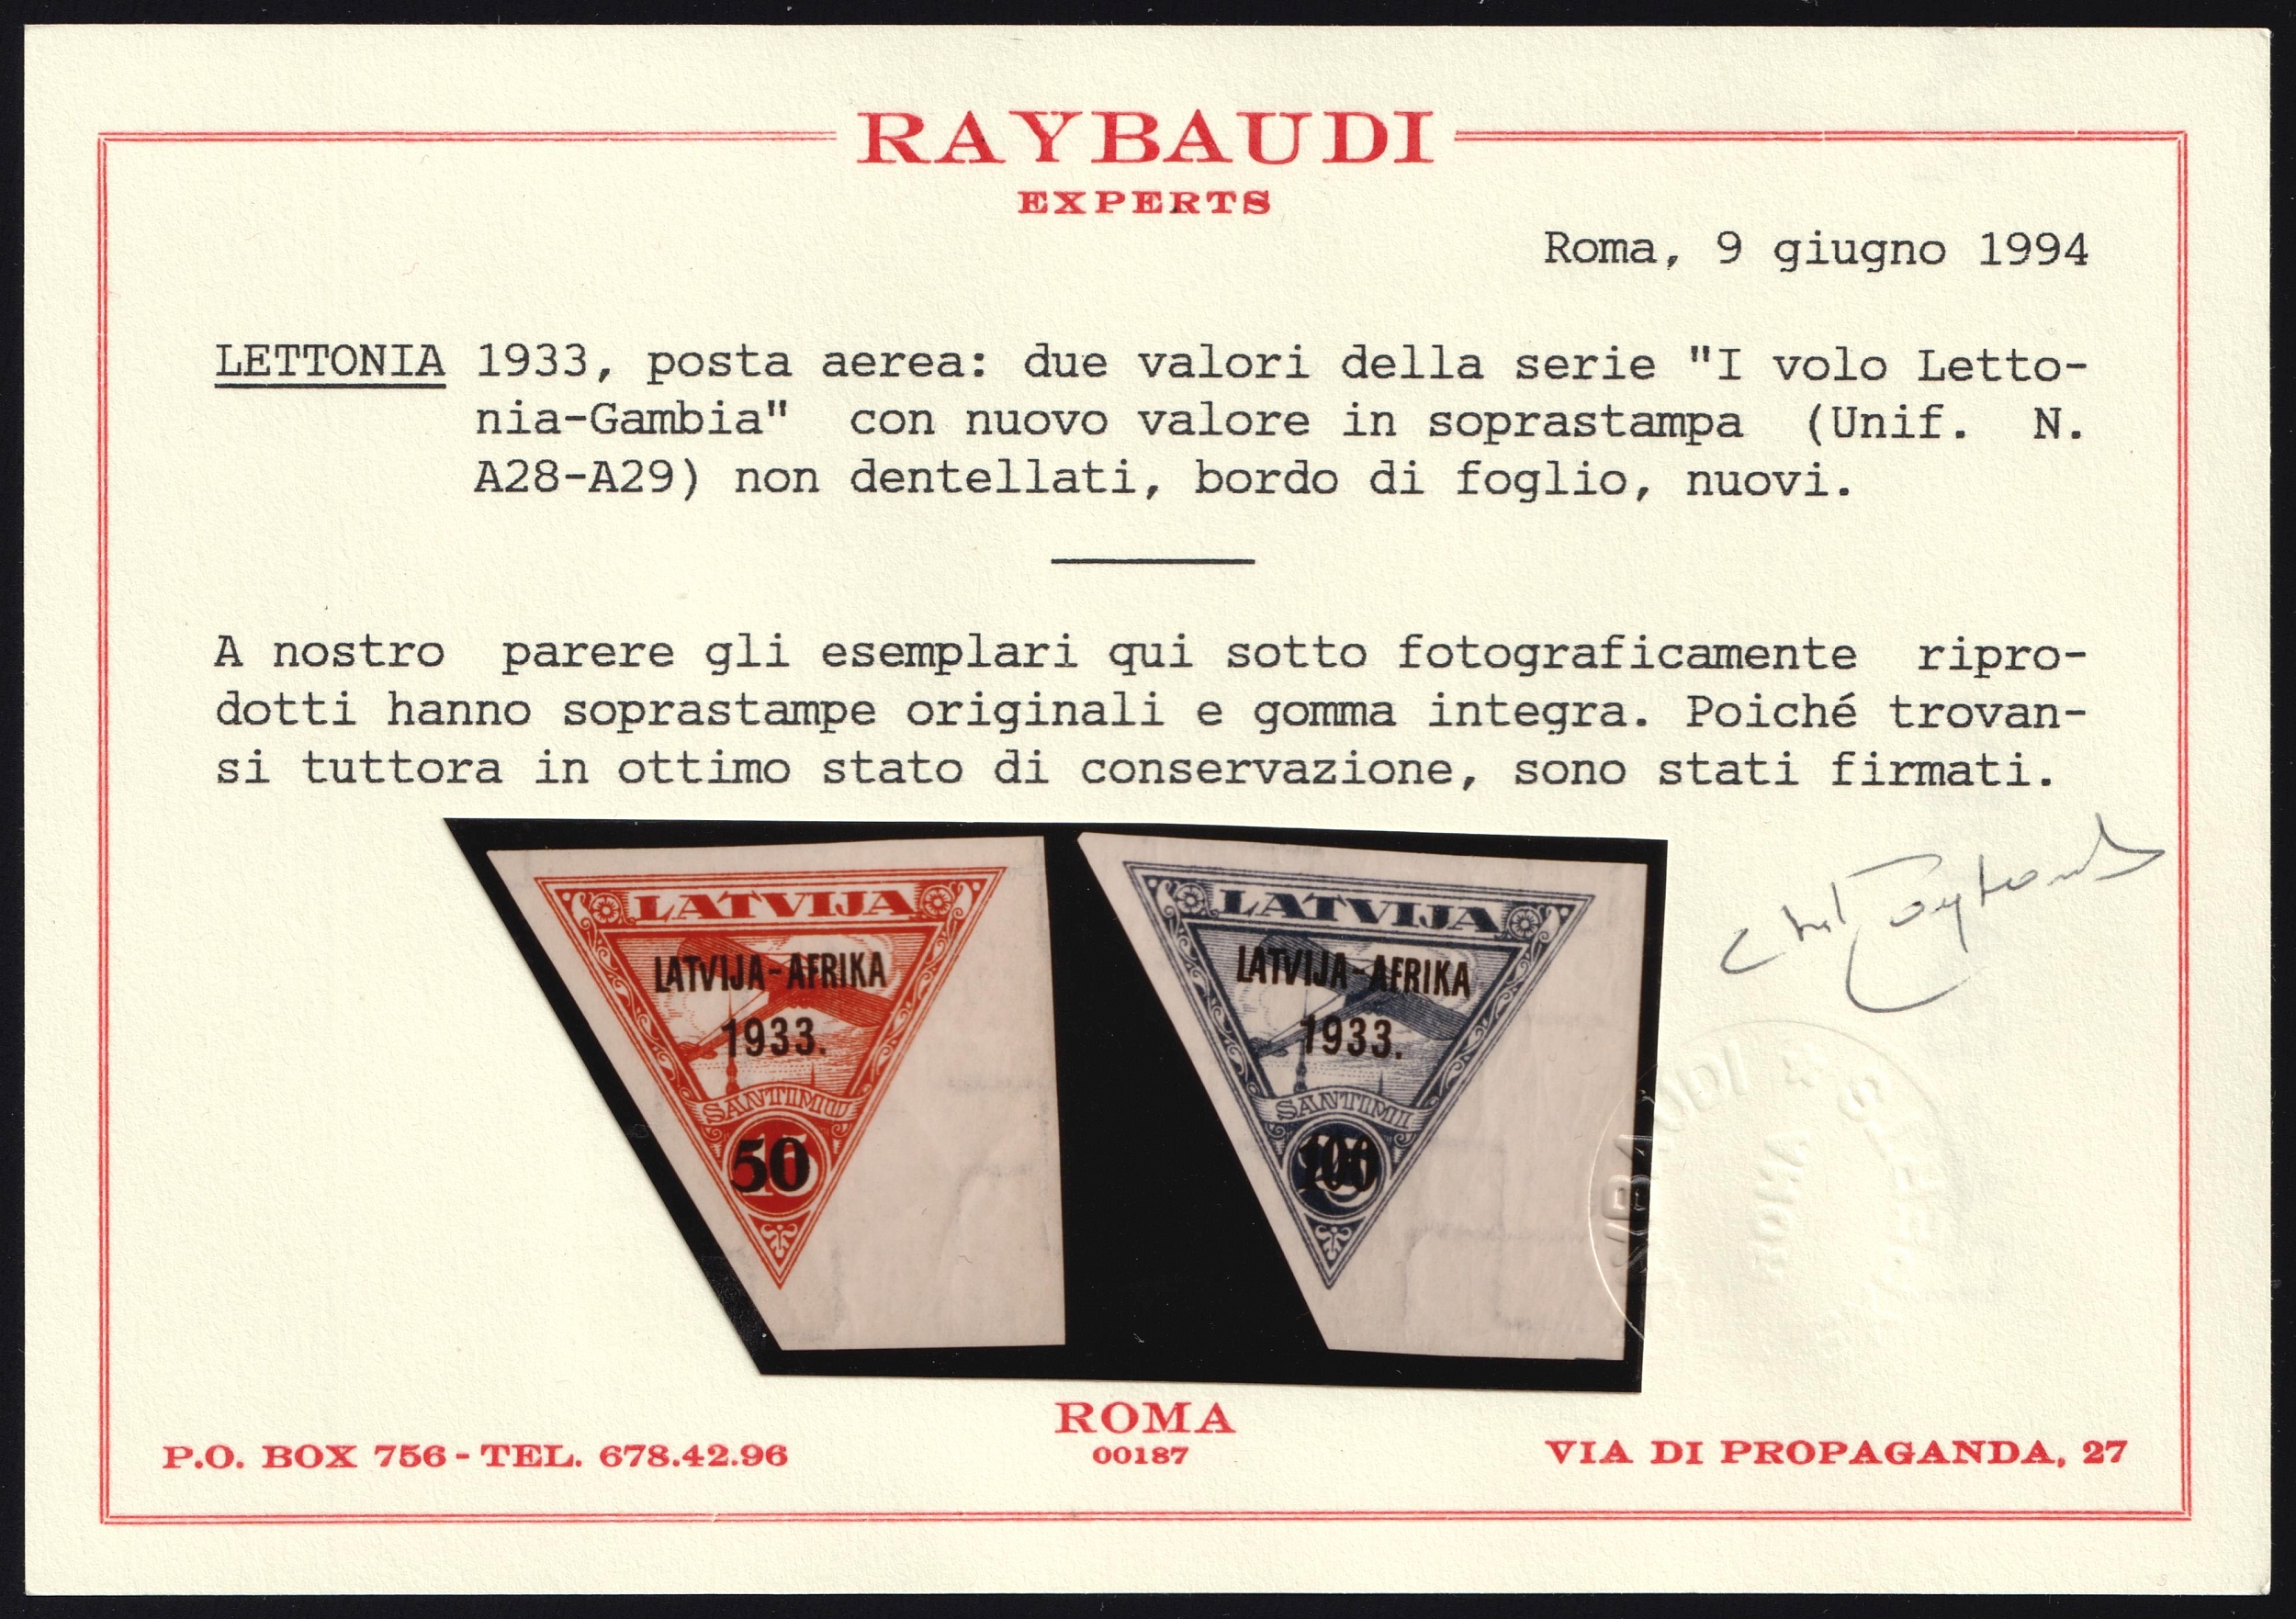 RAYBAUDI
EXPERTS
Roma, 9 giugno 1994
LETTONIA 1933, posta aerea: due valori della serie "I volo Letto-
nia-Gambia" con nuovo valore in soprastampa (Unif. N.
A28-A29) non dentellati, bordo di foglio, nuovi.
A nostro parere gli esemplari qui sotto fotograficamente ripro-
dotti hanno soprastampe originali e gomma integra. Poiché trovan-
si tuttora in ottimo stato di conservazione, sono stati firmati.
LATVIJA
LATVIJA-AFRIKA
1933.
SANTIMU
50
LATVIJA
LATVIJA-AFRIKA
1933.
SANTIMI
100
ROMA
ROMA
00187
P.O. BOX 756 - TEL. 678.42.96
VIA DI PROPAGANDA, 27